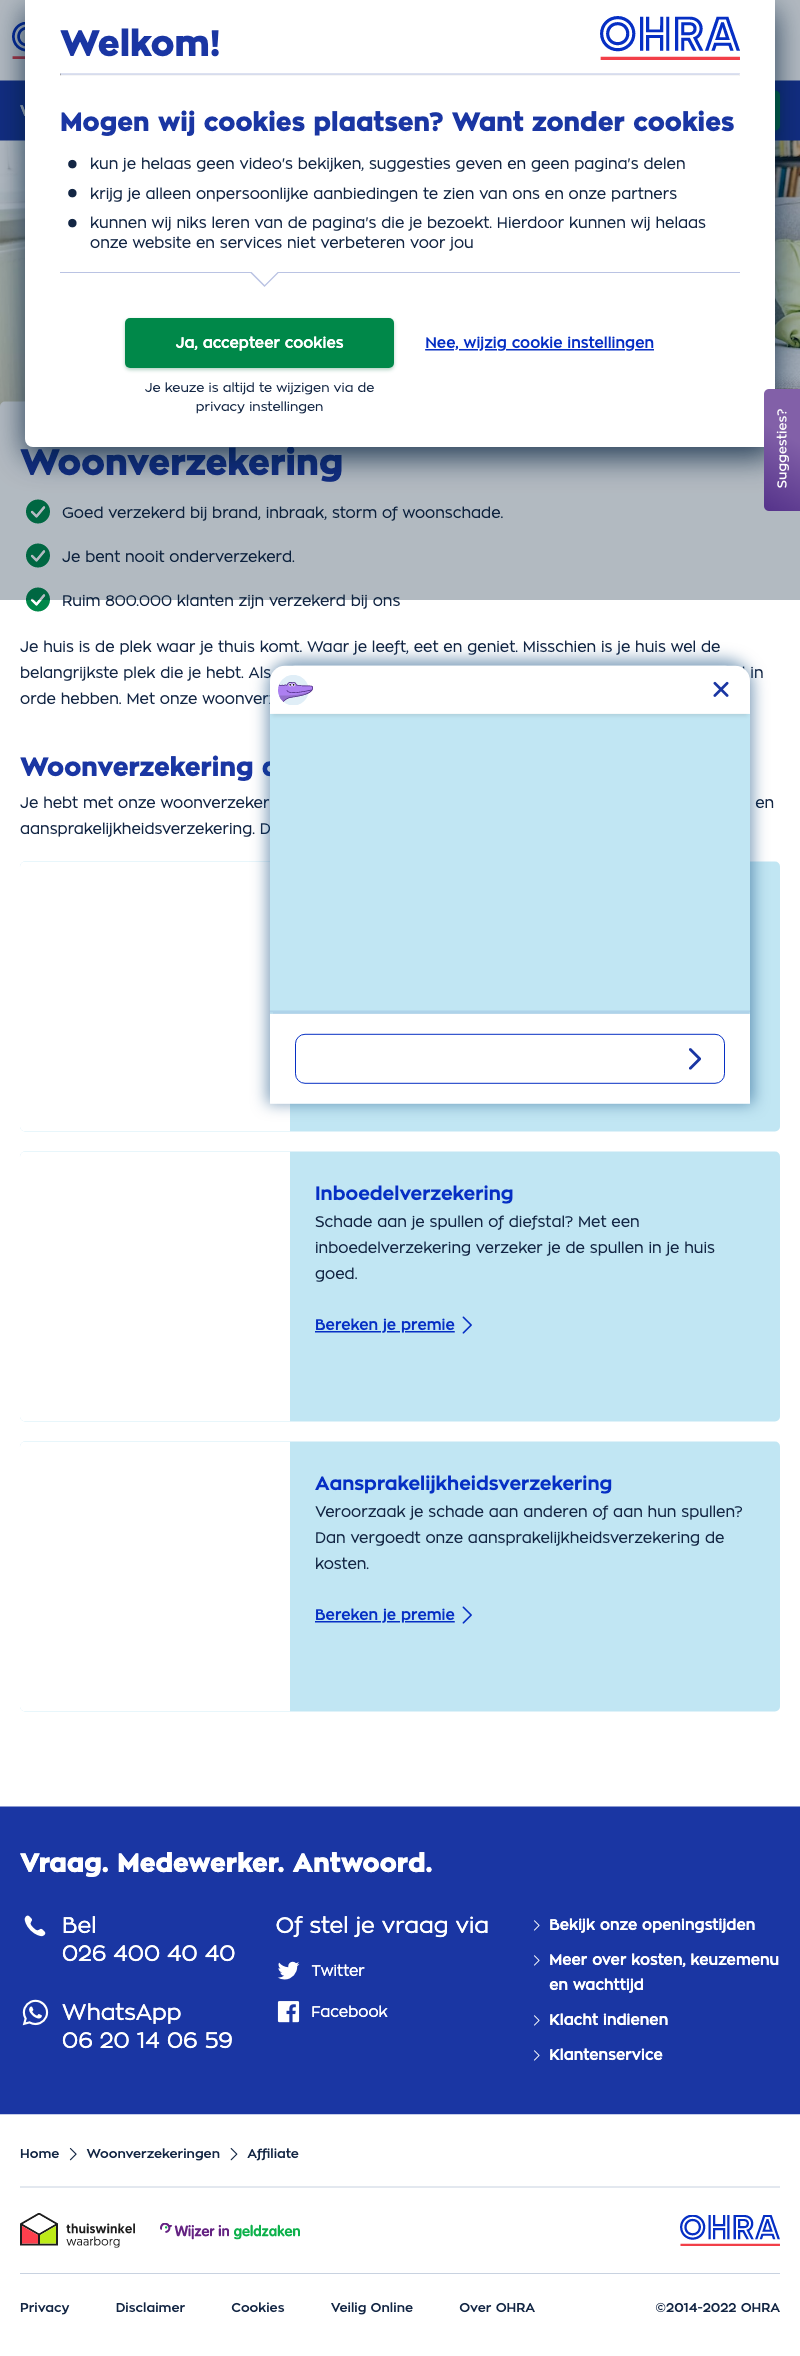 Welkom!
OHRA
Mogen wij cookies plaatsen? Want zonder cookies
kun je helaas geen video's bekijken, suggesties geven en geen pagina's delen
krijg je alleen onpersoonlijke aanbiedingen te zien van ons en onze partners
kunnen wij niks leren van de pagina's die je bezoekt. Hierdoor kunnen wij helaas
onze website en services niet verbeteren voor jou
Ja, accepteer cookies
Nee, wijzig cookie instellingen
Je keuze is altijd te wijzigen via de
privacy instellingen
Suggesties?
Woonverzekering
Goed verzekerd bij brand, inbraak, storm of woonschade.
Je bent nooit onderverzekerd.
Ruim 800.000 klanten zijn verzekerd bij ons
Je huis is de plek waar je thuis komt. Waar je leeft, eet en geniet. Misschien is je huis wel de
belangrijkste plek die je hebt. Als in
orde hebben. Met onze woonver
Woonverzekering
Je hebt met onze woonverzeker en
aansprakelijkheidsverzekering. D
Inboedelverzekering
Schade aan je spullen of diefstal? Met een
inboedelverzekering verzeker je de spullen in je huis
goed.
Bereken je premie
Aansprakelijkheidsverzekering
Veroorzaak je schade aan anderen of aan hun spullen?
Dan vergoedt onze aansprakelijkheidsverzekering de
kosten.
Bereken je premie
Vraag. Medewerker. Antwoord.
Bel
026 400 40 40
WhatsApp
06 20 14 06 59
Of stel je vraag via
Twitter
Facebook
Bekijk onze openingstijden
Meer over kosten, keuzemenu
en wachttijd
Klacht indienen
Klantenservice
Home Woonverzekeringen Affiliate
thuiswinkel
waarborg
Wijzer in geldzaken
OHRA
Privacy Disclaimer Cookies Veilig Online Over OHRA ©2014-2022 OHRA